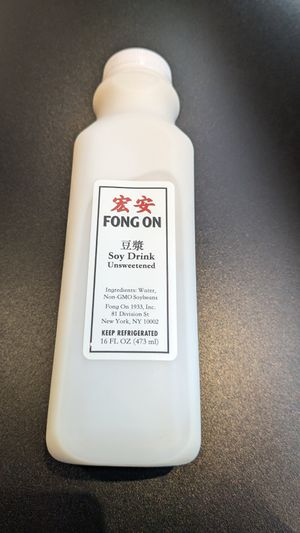 宏安
FONG ON
豆漿
Soy Drink
Unsweetened
Ingredients: Water,
Non-GMO Soybeans
Fong On 1933, Inc.
81 Division St
New York, NY 10002
KEEP REFRIGERATED
16 FL OZ (473 ml)